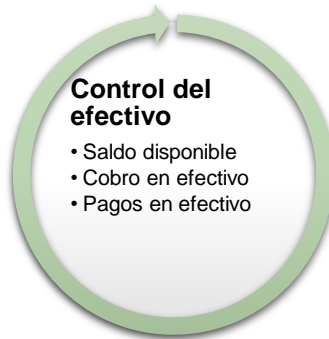 Control del
efectivo
• Saldo disponible
• Cobro en efectivo
• Pagos en efectivo